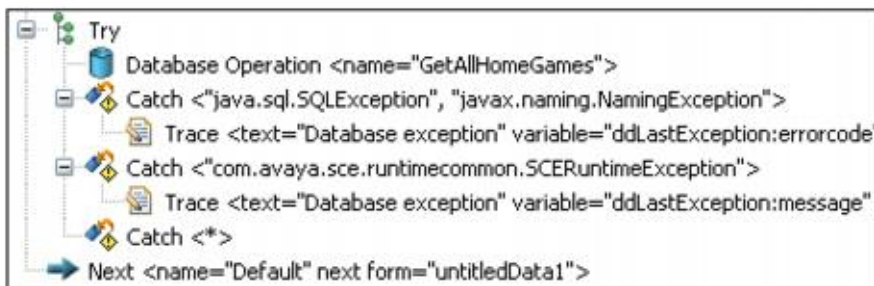 Try
Database Operation <name="GetAllHomeGames">
Catch <"java.sql.SQLException", "javax.naming.NamingException">
Trace <text="Database exception" variable="ddLastException:errorcode"
Catch <"com.avaya.sce.runtimecommon.SCERuntimeException">
Trace <text="Database exception" variable="ddLastException:message"
Catch <*>
Next <name="Default" next form="untitledData1">